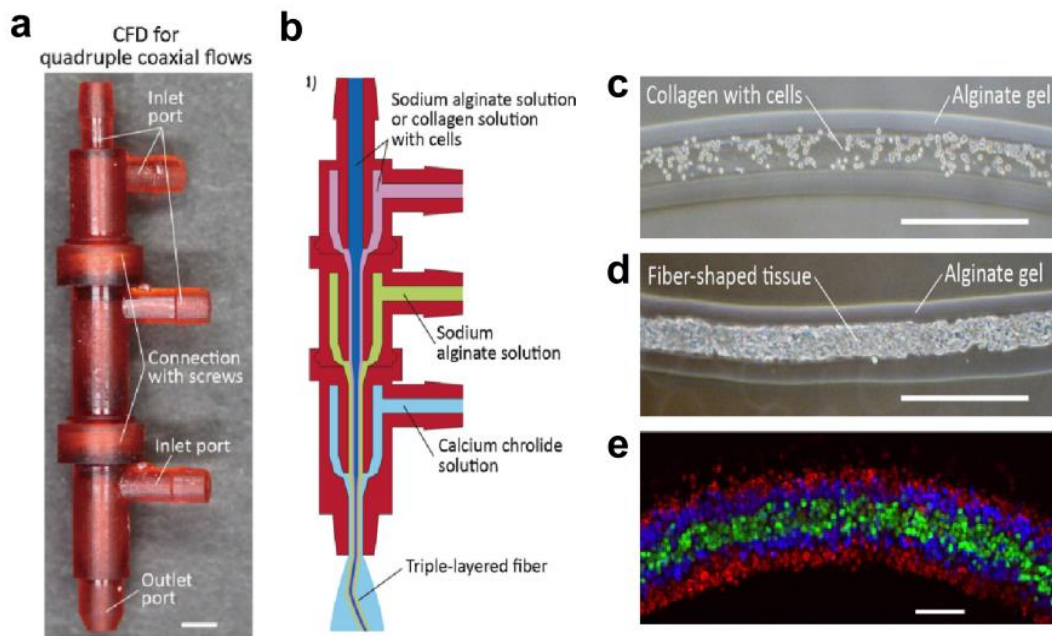 a
CFD for
quadruple coaxial flows
Inlet
port
Connection
with screws
Inlet port
Outlet
port
b
1)
Sodium alginate solution
or collagen solution
with cells
Sodium
alginate solution
Calcium chrolide
solution
Triple-layered fiber
c
Collagen with cells
Alginate gel
d
Fiber-shaped tissue
Alginate gel
e